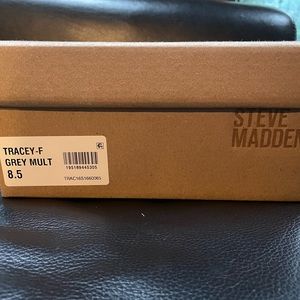 STEVE
MADDEN
TRACEY-F
GREY MULT
8.5